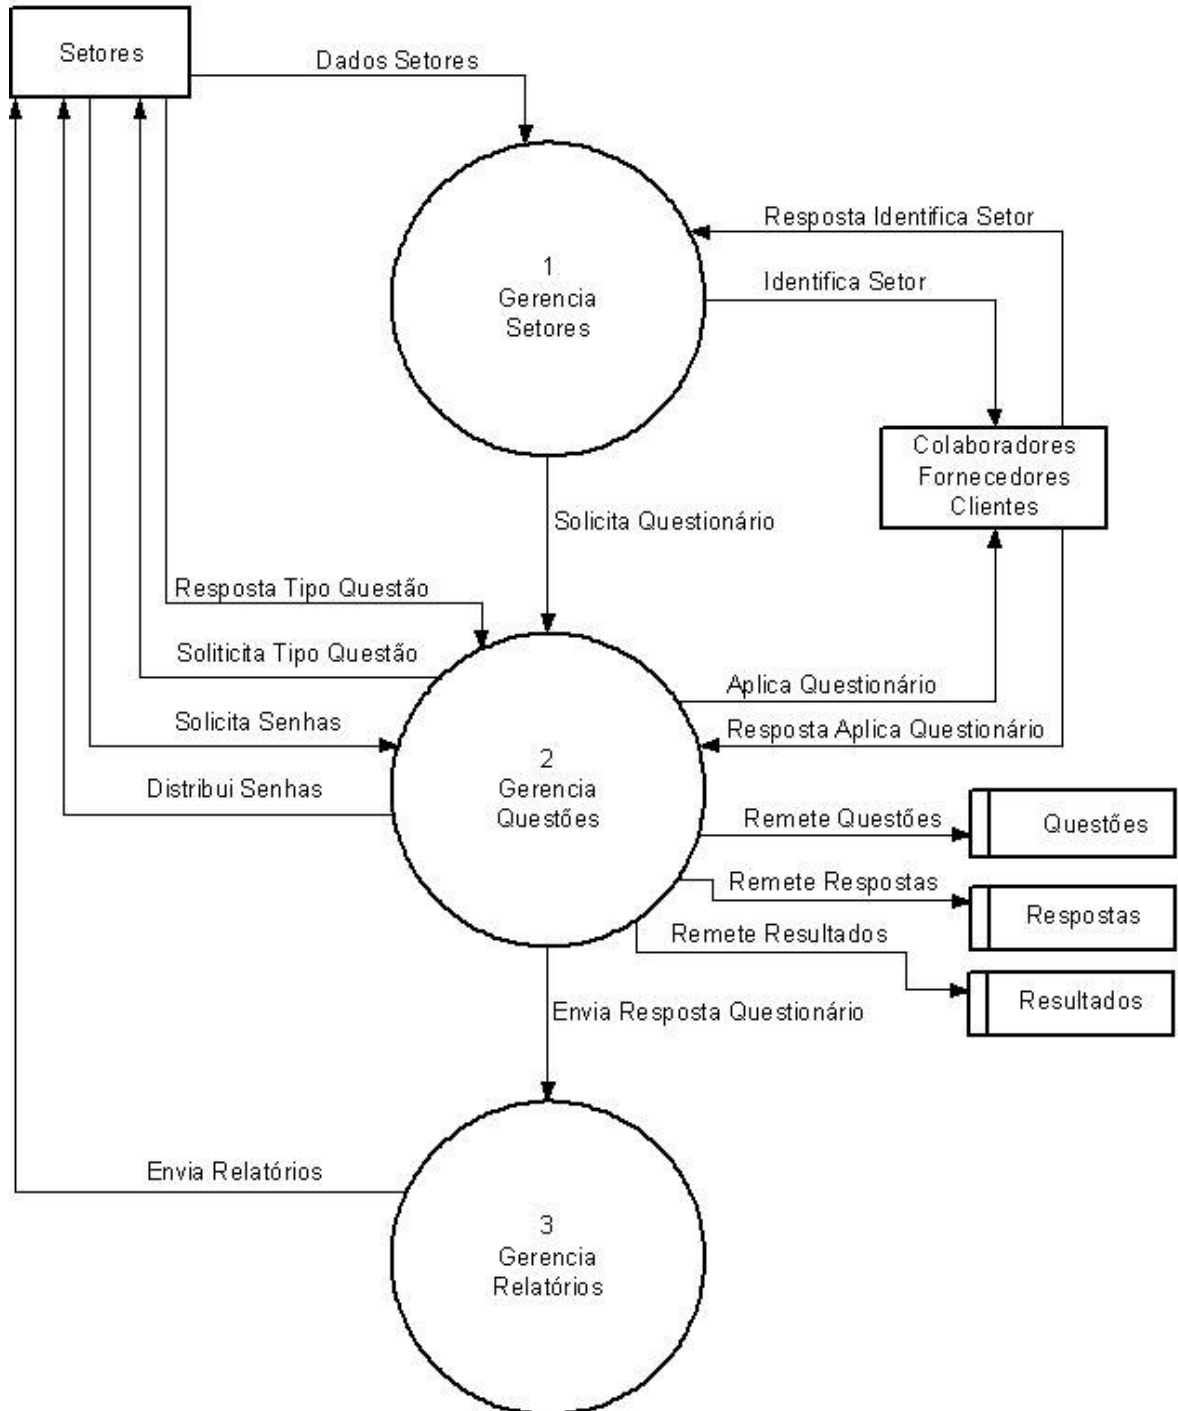 Setores
Dados Setores
Resposta Identifica Setor
1
Gerencia
Setores
Identifica Setor
Colaboradores
Fornecedores
Clientes
Solicita Questionário
Resposta Tipo Questão
Soliticita Tipo Questão
Aplica Questionário
Solicita Senhas
Resposta Aplica Questionário
2
Gerencia
Questões
Distribui Senhas
Remete Questões
Questões
Remete Respostas
Respostas
Remete Resultados
Resultados
Envia Resposta Questionário
Envia Relatórios
3
Gerencia
Relatórios